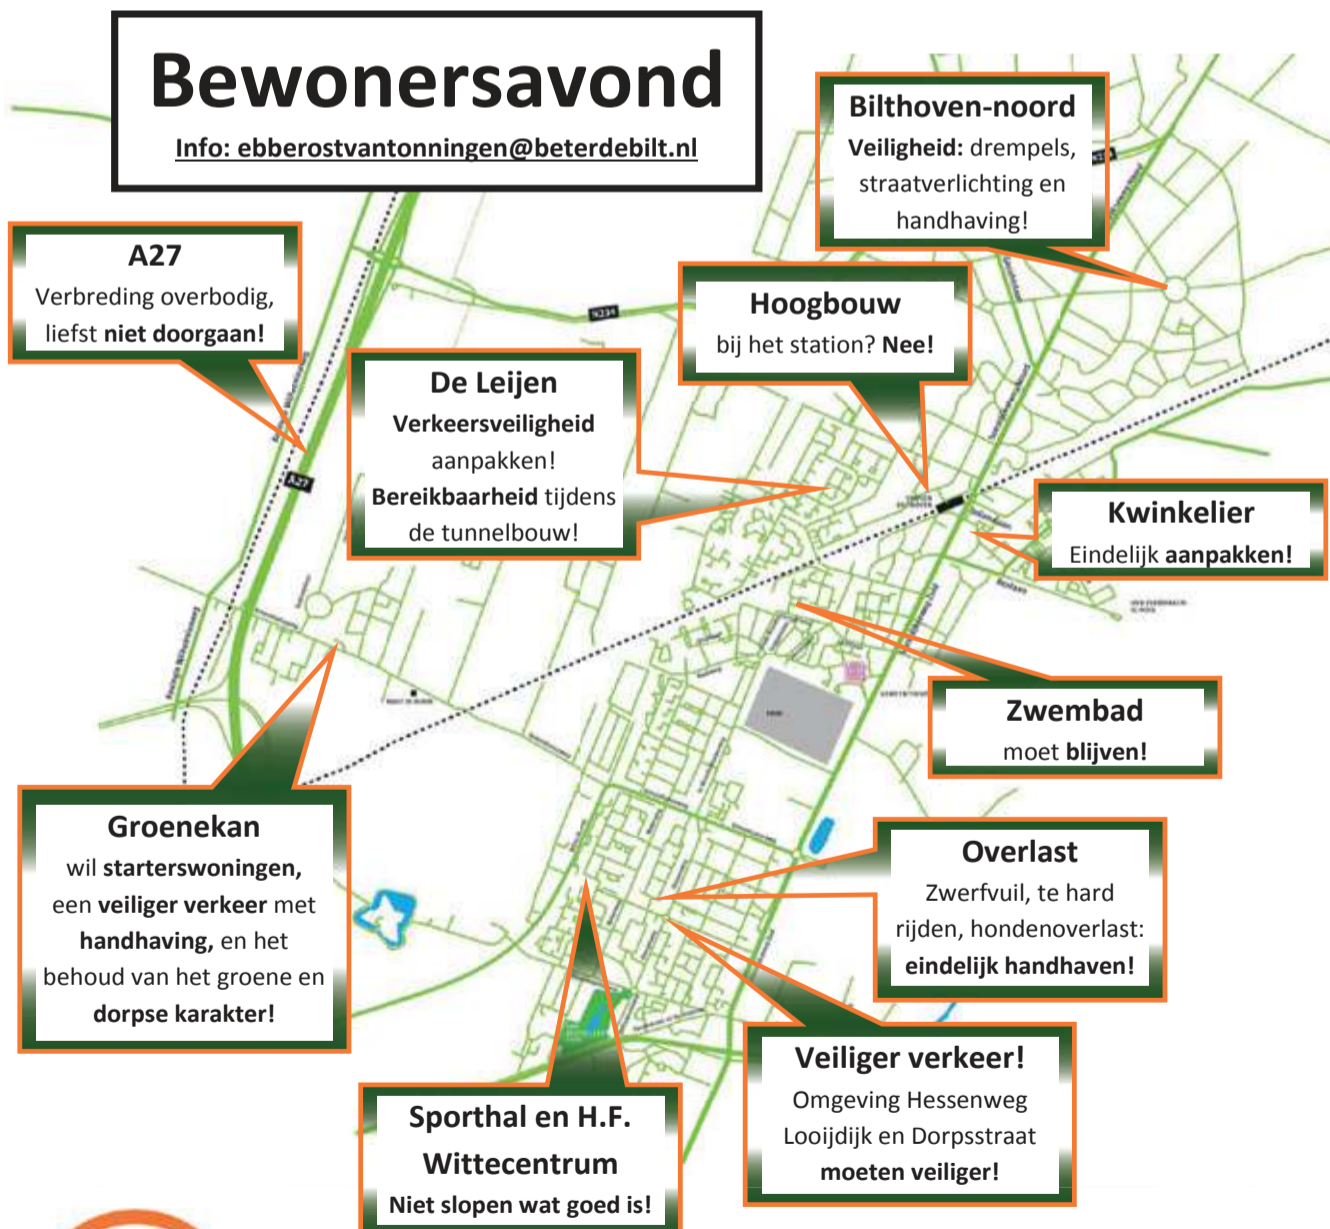 Bewonersavond
Info: ebberostvantonningen@beterdebilt.nl
Bilthoven-noord
Veiligheid: drempels,
straatverlichting en
handhaving!
A27
Verbreding overbodig,
liefst niet doorgaan!
Hoogbouw
bij het station? Nee!
N234
De Leijen
Verkeersveiligheid
aanpakken!
Bereikbaarheid tijdens
de tunnelbouw!
A27
Kwinkelier
Eindelijk aanpakken!
Zwembad
moet blijven!
Groenekan
wil starterswoningen,
een veiliger verkeer met
handhaving, en het
behoud van het groene en
dorpse karakter!
Overlast
Zwerfvuil, te hard
rijden, hondenoverlast:
eindelijk handhaven!
Veiliger verkeer!
Omgeving Hessenweg
Looijdijk en Dorpsstraat
moeten veiliger!
Sporthal en H.F.
Wittecentrum
Niet slopen wat goed is!